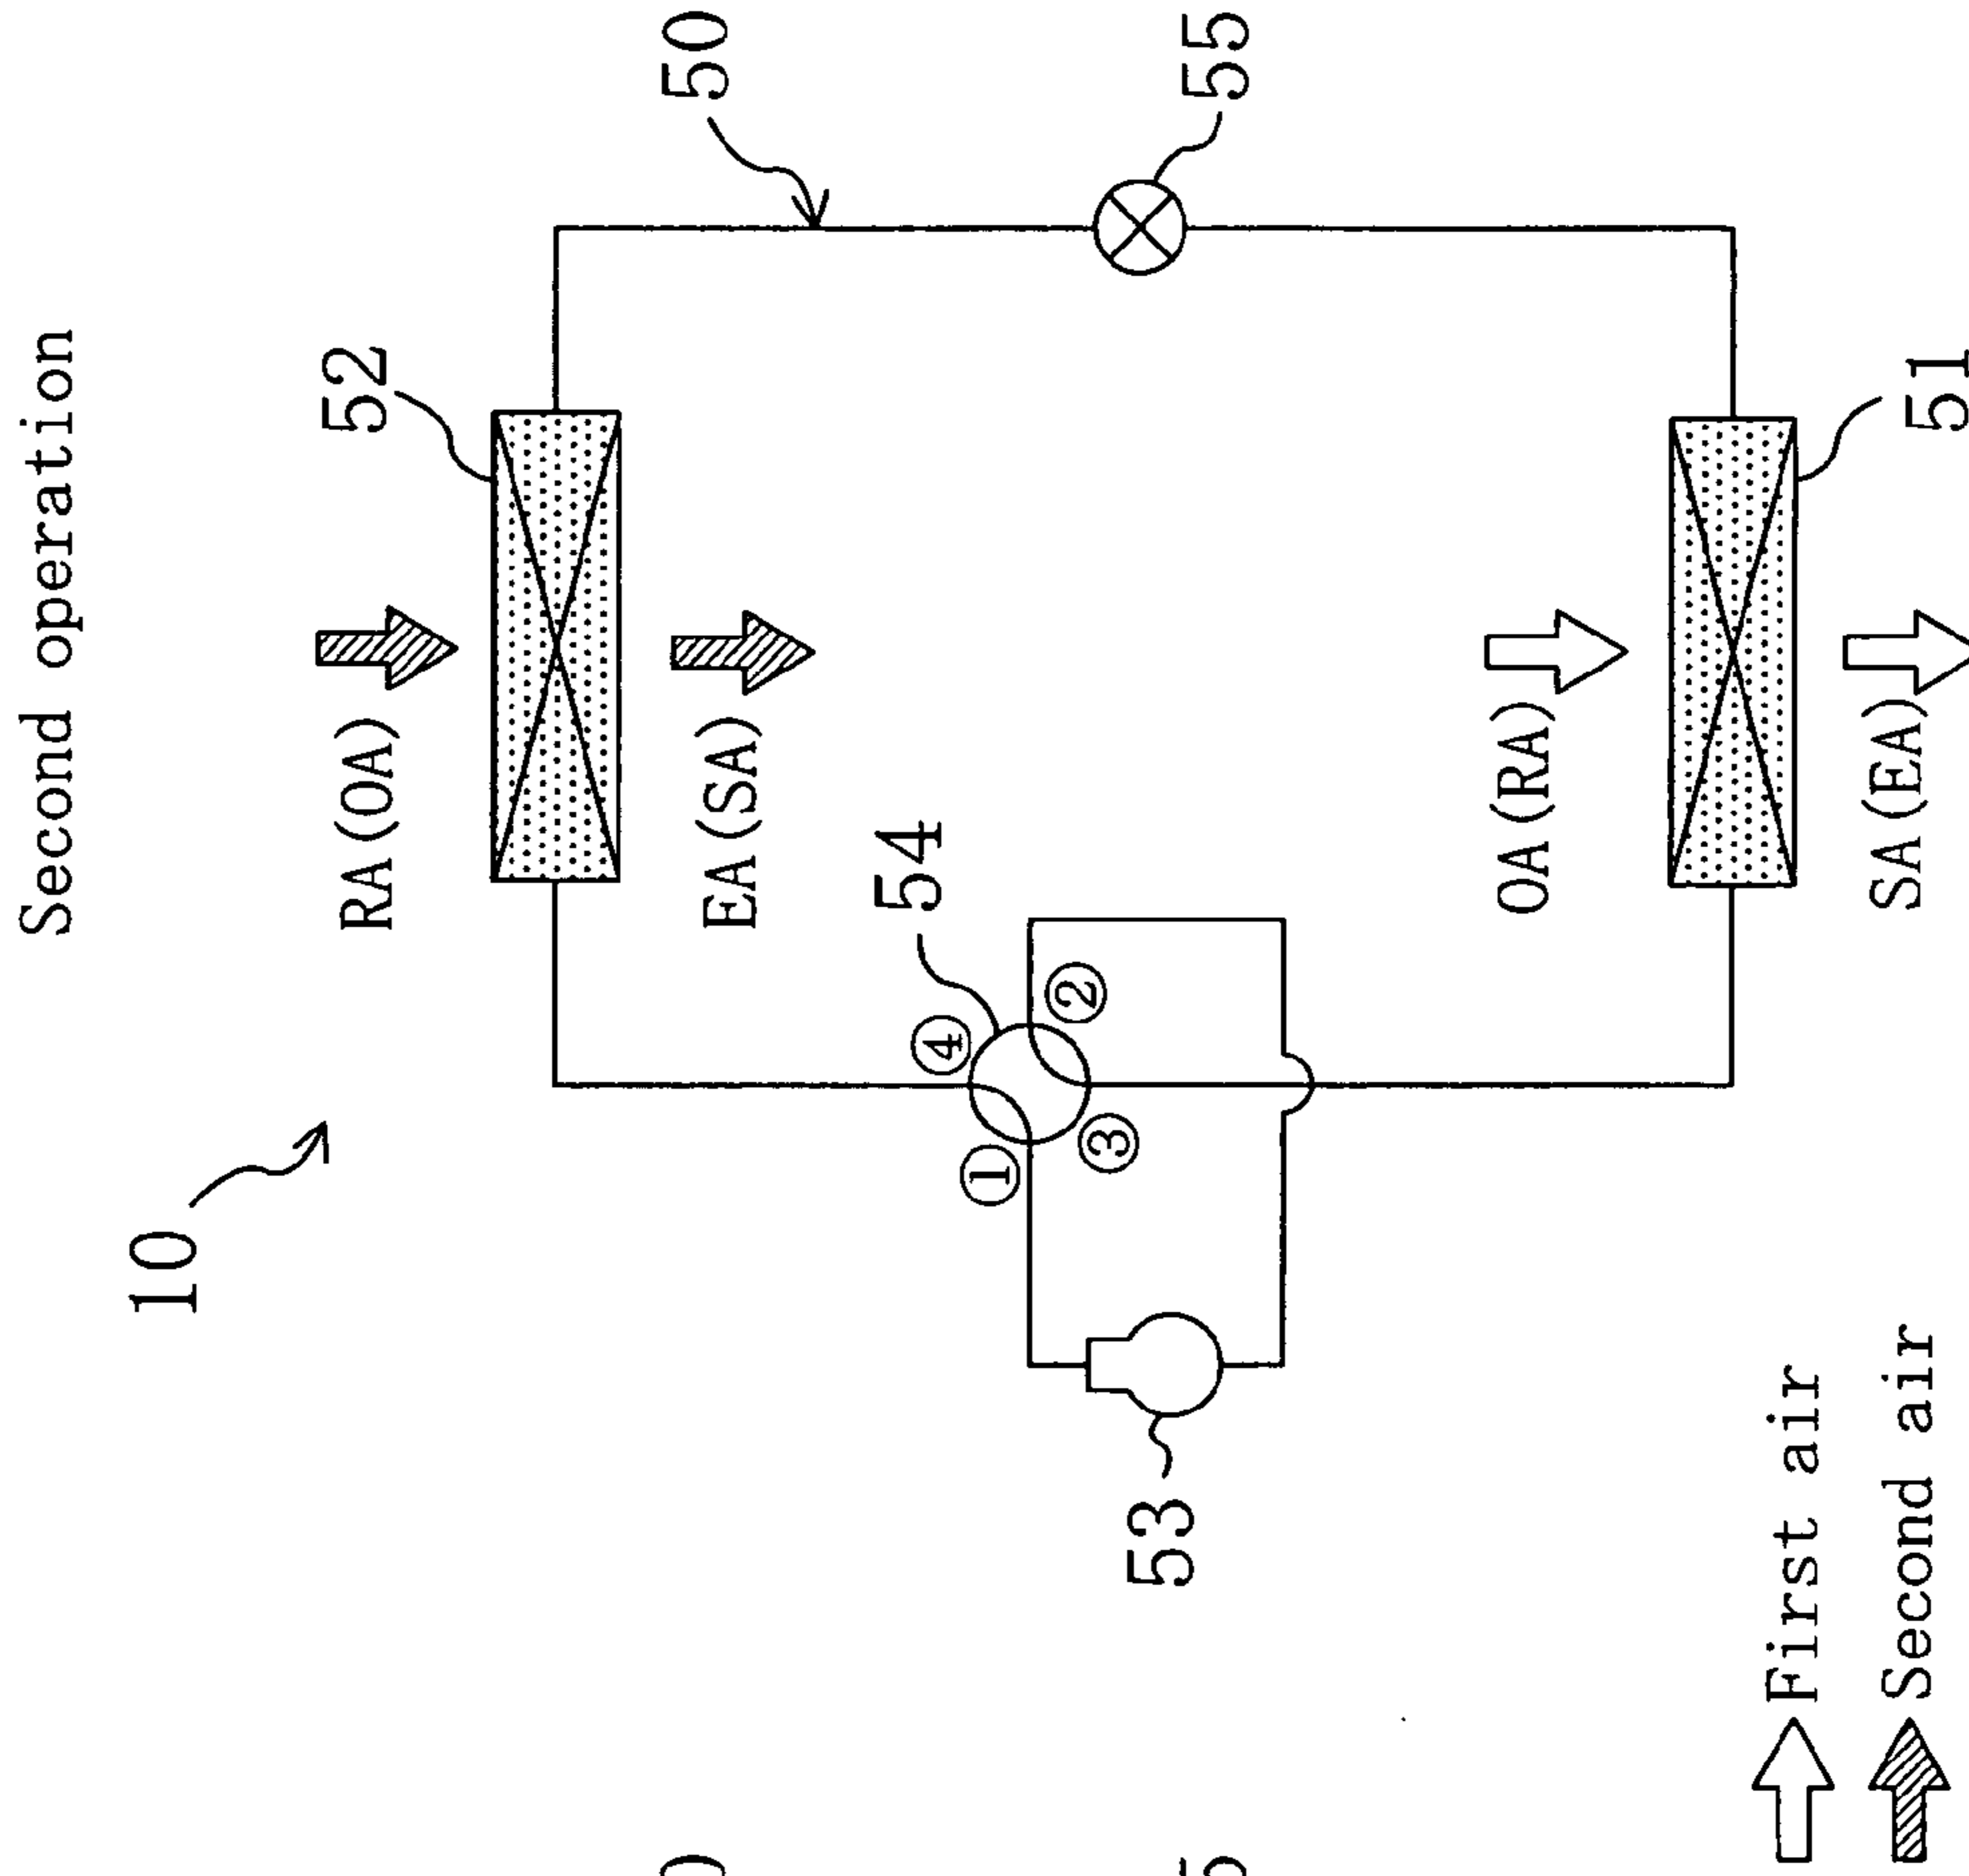 Second operation
10
52
RA(OA)
50
EA(SA)
54
④
①
②
③
53
55
OA(RA)
First air
SA(EA)
51
Second air